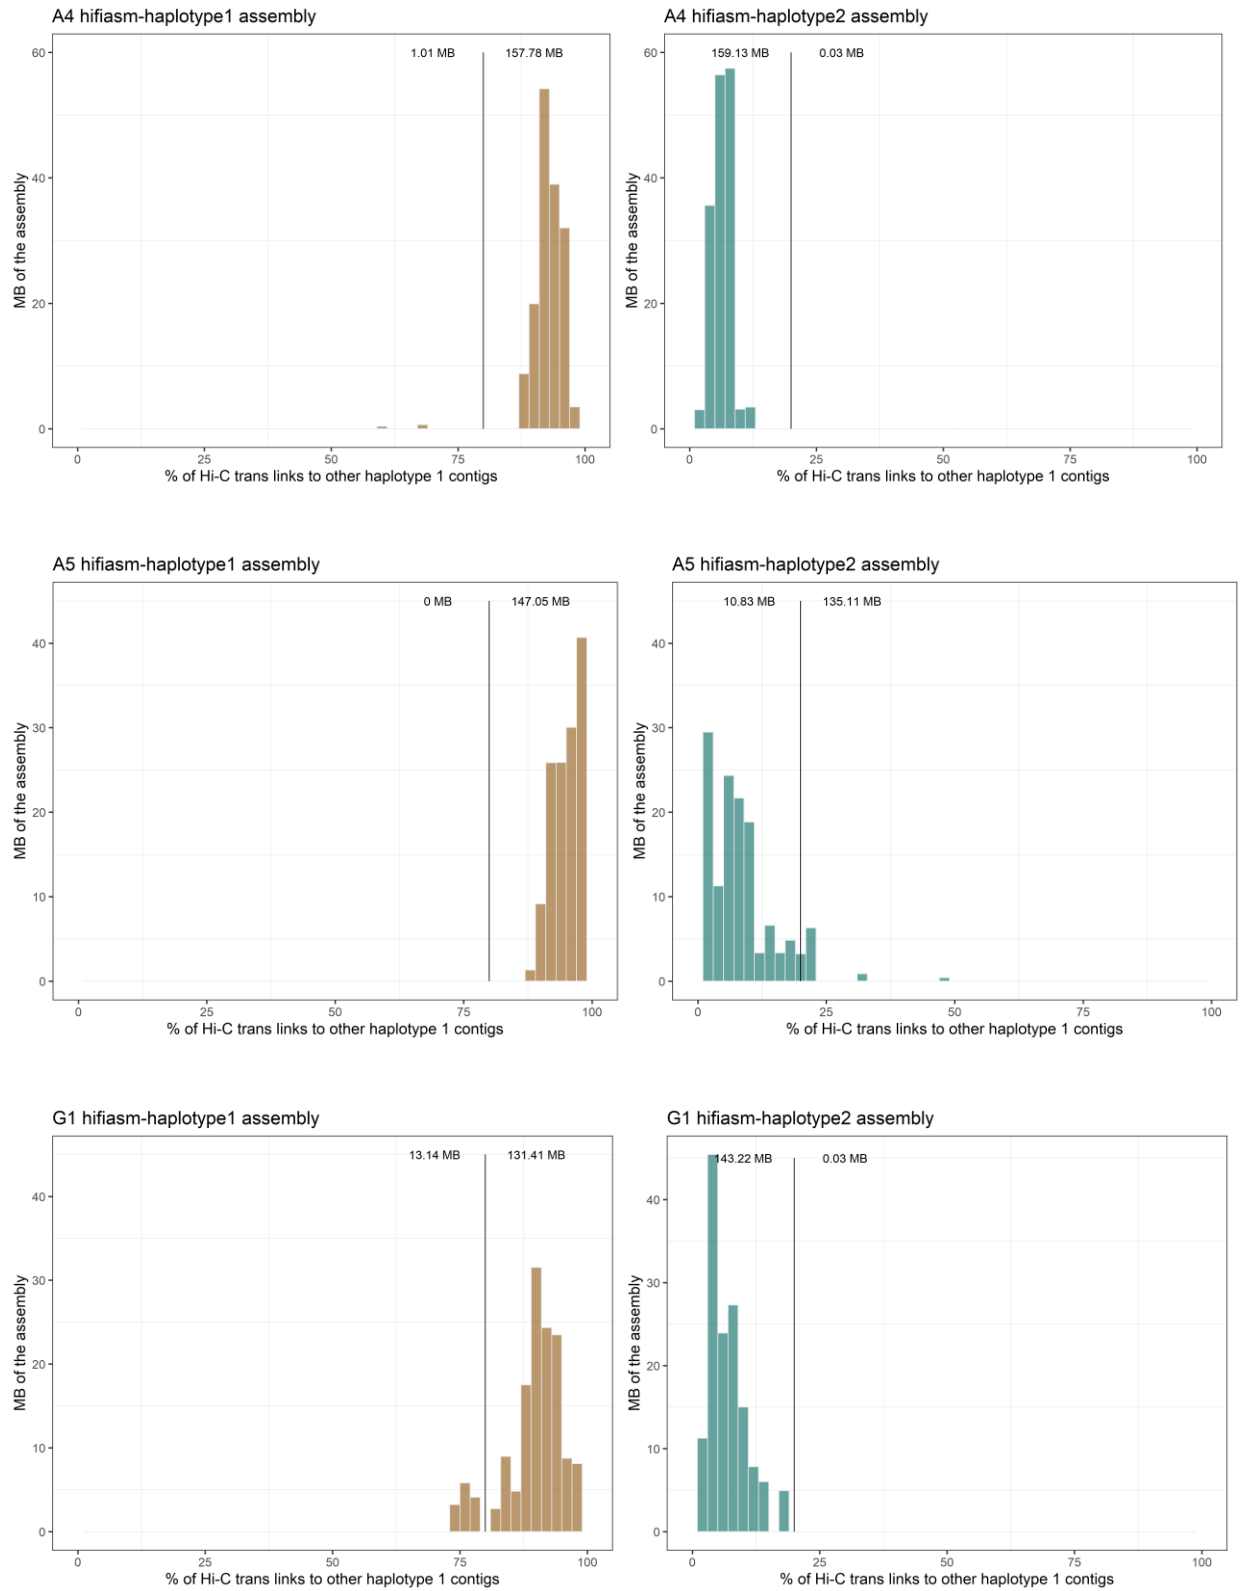 A4 hifiasm-haplotype1 assembly
1.01 MB 157.78 MB
60
40
20
0
MB of the assembly
0 25 50 75 100
% of Hi-C trans links to other haplotype 1 contigs
A4 hifiasm-haplotype2 assembly
159.13 MB 0.03 MB
60
40
20
0
MB of the assembly
0 25 50 75 100
% of Hi-C trans links to other haplotype 1 contigs
A5 hifiasm-haplotype1 assembly
0 MB 147.05 MB
40
30
20
10
0
MB of the assembly
0 25 50 75 100
% of Hi-C trans links to other haplotype 1 contigs
A5 hifiasm-haplotype2 assembly
10.83 MB 135.11 MB
40
30
20
10
0
MB of the assembly
0 25 50 75 100
% of Hi-C trans links to other haplotype 1 contigs
G1 hifiasm-haplotype1 assembly
13.14 MB 131.41 MB
40
30
20
10
0
MB of the assembly
0 25 50 75 100
% of Hi-C trans links to other haplotype 1 contigs
G1 hifiasm-haplotype2 assembly
143.22 MB 0.03 MB
40
30
20
10
0
MB of the assembly
0 25 50 75 100
% of Hi-C trans links to other haplotype 1 contigs